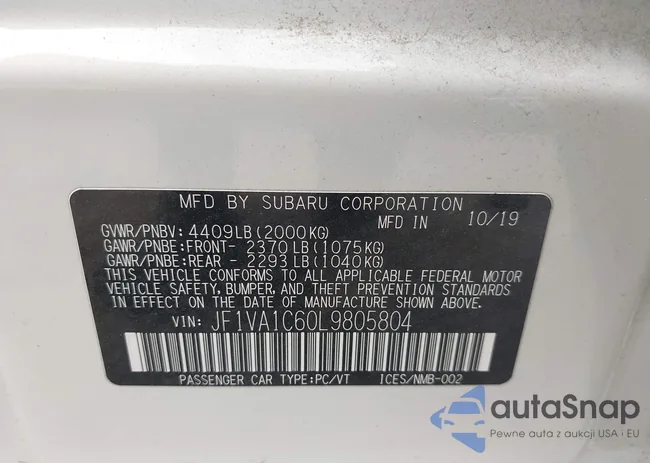 MFD BY SUBARU CORPORATION
MFD IN 10/19
GVWR/PNBV: 4409LB(2000KG)
GAWR/PNBE:FRONT- 2370LB(1075KG)
GAWR/PNBE:REAR - 2293LB(1040KG)
THIS VEHICLE CONFORMS TO ALL APPLICABLE FEDERAL MOTOR
VEHICLE SAFETY, BUMPER, AND THEFT PREVENTION STANDARDS
IN EFFECT ON THE DATE OF MANUFACTURE SHOWN ABOVE.
VIN: JF1VA1C60L9805804
PASSENGER CAR TYPE:PC/VT ICES/NMB-002
autaSnap
Pewne auta z aukcji USA i EU